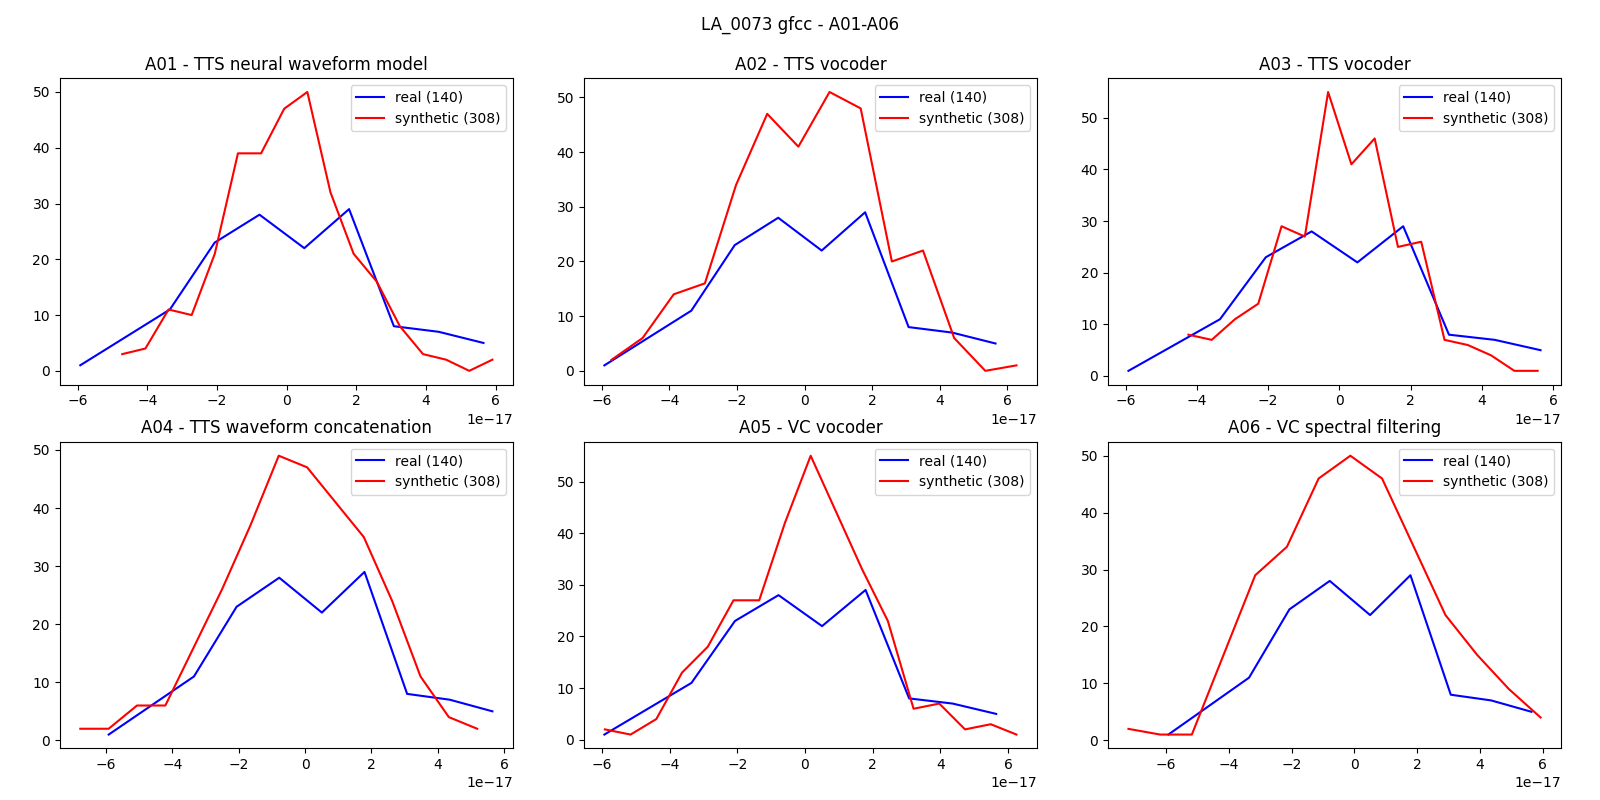 LA_0073 gfcc - A01-A06
A01 - TTS neural waveform model
real (140)
synthetic (308)
50
40
30
20
10
0
−6 −4 −2 0 2 4 6
1e−17
A02 - TTS vocoder
real (140)
synthetic (308)
50
40
30
20
10
0
−6 −4 −2 0 2 4 6
1e−17
A03 - TTS vocoder
real (140)
synthetic (308)
50
40
30
20
10
0
−6 −4 −2 0 2 4 6
1e−17
A04 - TTS waveform concatenation
real (140)
synthetic (308)
50
40
30
20
10
0
−6 −4 −2 0 2 4 6
1e−17
A05 - VC vocoder
real (140)
synthetic (308)
50
40
30
20
10
0
−6 −4 −2 0 2 4 6
1e−17
A06 - VC spectral filtering
real (140)
synthetic (308)
50
40
30
20
10
0
−6 −4 −2 0 2 4 6
1e−17